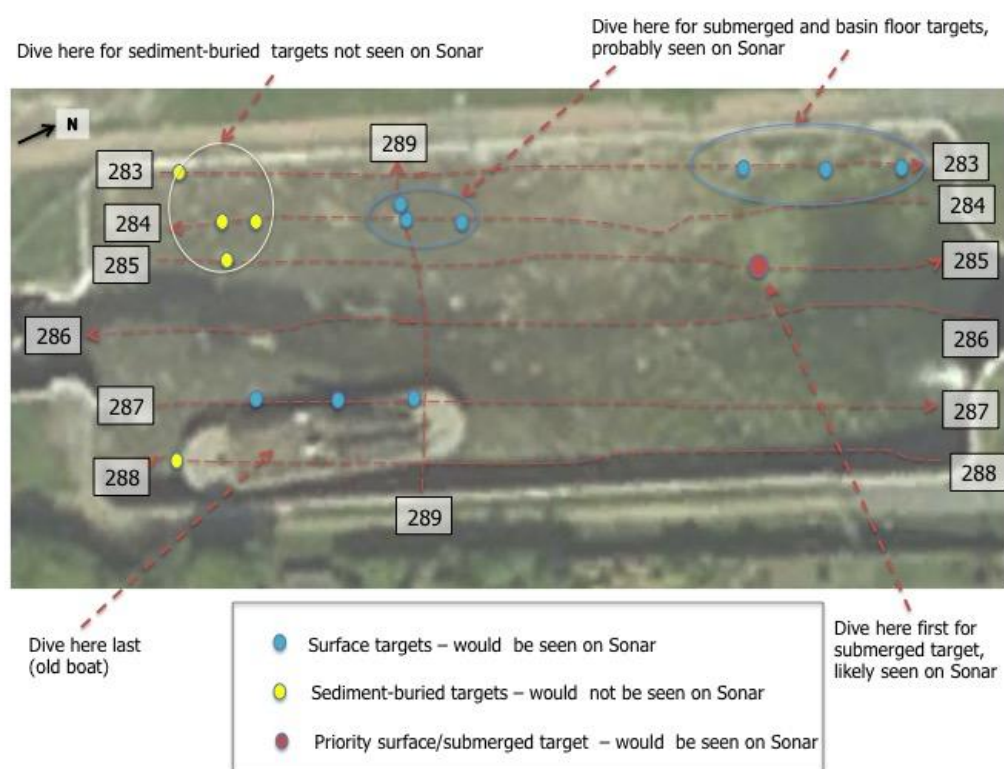 Dive here for sediment-buried targets not seen on Sonar
Dive here for submerged and basin floor targets,
probably seen on Sonar
N
289
283
283
284
284
285
285
286
286
287
287
288
288
289
Dive here last
(old boat)
Dive here first for
submerged target,
likely seen on Sonar
Surface targets – would be seen on Sonar
Sediment-buried targets – would not be seen on Sonar
Priority surface/submerged target – would be seen on Sonar